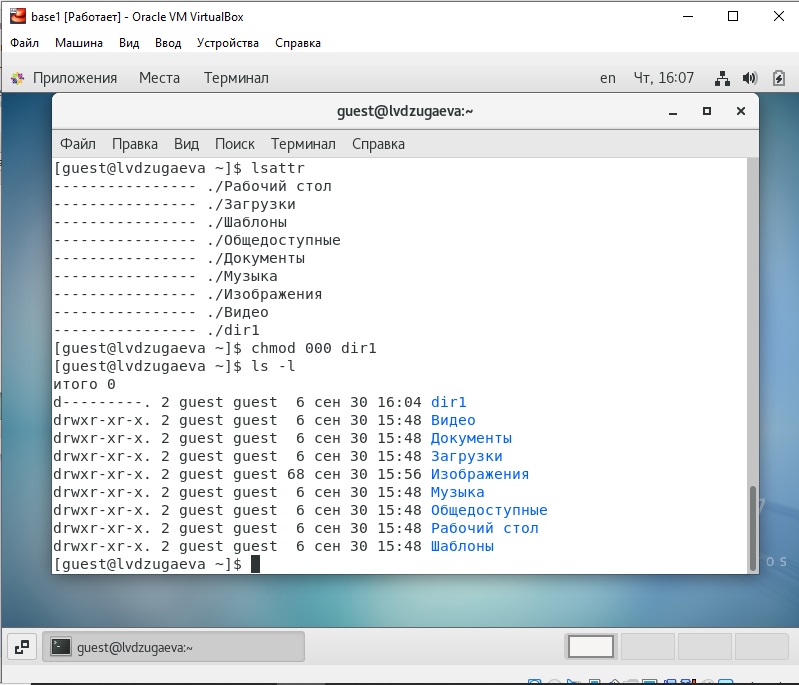 base1 [Работает] - Oracle VM VirtualBox
Файл Машина Вид Ввод Устройства Справка
Приложения Места Терминал en Чт, 16:07
guest@lvdzugaeva:~
Файл Правка Вид Поиск Терминал Справка
[guest@lvdzugaeva ~]$ lsattr
---------------- ./Рабочий стол
---------------- ./Загрузки
---------------- ./Шаблоны
---------------- ./Общедоступные
---------------- ./Документы
---------------- ./Музыка
---------------- ./Изображения
---------------- ./Видео
---------------- ./dir1
[guest@lvdzugaeva ~]$ chmod 000 dir1
[guest@lvdzugaeva ~]$ ls -l
итого 0
d---------. 2 guest guest  6 сен 30 16:04 dir1
drwxr-xr-x. 2 guest guest  6 сен 30 15:48 Видео
drwxr-xr-x. 2 guest guest  6 сен 30 15:48 Документы
drwxr-xr-x. 2 guest guest  6 сен 30 15:48 Загрузки
drwxr-xr-x. 2 guest guest 68 сен 30 15:56 Изображения
drwxr-xr-x. 2 guest guest  6 сен 30 15:48 Музыка
drwxr-xr-x. 2 guest guest  6 сен 30 15:48 Общедоступные
drwxr-xr-x. 2 guest guest  6 сен 30 15:48 Рабочий стол
drwxr-xr-x. 2 guest guest  6 сен 30 15:48 Шаблоны
[guest@lvdzugaeva ~]$
7
os
guest@lvdzugaeva:~